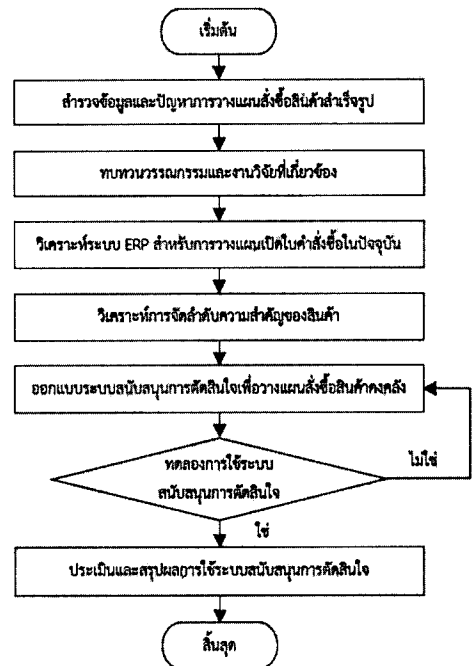 เริ่มต้น
สำรวจข้อมูลและปัญหาการวางแผนสั่งซื้อสินค้าสำเร็จรูป
ทบทวนวรรณกรรมและงานวิจัยที่เกี่ยวข้อง
วิเคราะห์ระบบ ERP สำหรับการวางแผนเปิดใบคำสั่งซื้อในปัจจุบัน
วิเคราะห์การจัดลำดับความสำคัญของสินค้า
ออกแบบระบบสนับสนุนการตัดสินใจเพื่อวางแผนสั่งซื้อสินค้าคงคลัง
ทดลองการใช้ระบบ
สนับสนุนการตัดสินใจ
ไม่ใช่
ใช่
ประเมินและสรุปผลการใช้ระบบสนับสนุนการตัดสินใจ
สิ้นสุด